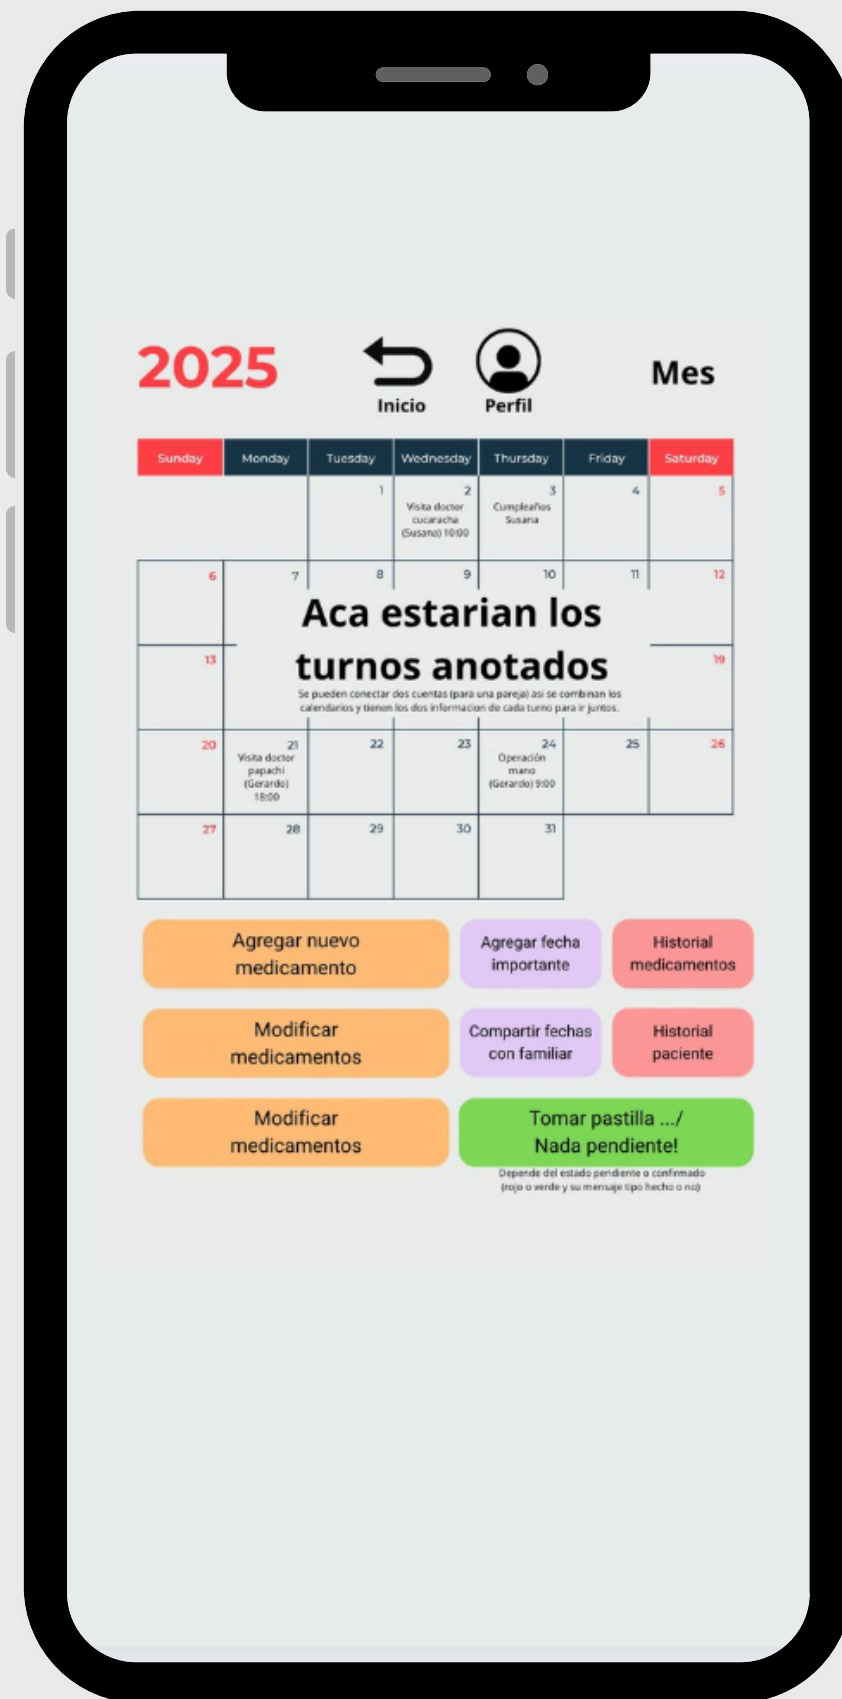 2025
Inicio
Perfil
Mes
Sunday Monday Tuesday Wednesday Thursday Friday Saturday
1 2 3 4 5
Visita doctor
cucaracha
(Susana) 10:00
Cumpleaños
Susana
6 7 8 9 10 11 12
Aca estarian los
turnos anotados
13 19
Se pueden conectar dos cuentas (para una pareja) asi se combinan los
calendarios y tienen los dos informacion de cada turno para ir juntos.
20 21 22 23 24 25 26
Visita doctor
papachi
(Gerardo)
18:00
Operación
mano
(Gerardo) 9:00
27 28 29 30 31
Agregar nuevo
medicamento
Agregar fecha
importante
Historial
medicamentos
Modificar
medicamentos
Compartir fechas
con familiar
Historial
paciente
Modificar
medicamentos
Tomar pastilla .../
Nada pendiente!
Depende del estado pendiente o confirmado
(rojo o verde y su mensaje tipo hecho o no)